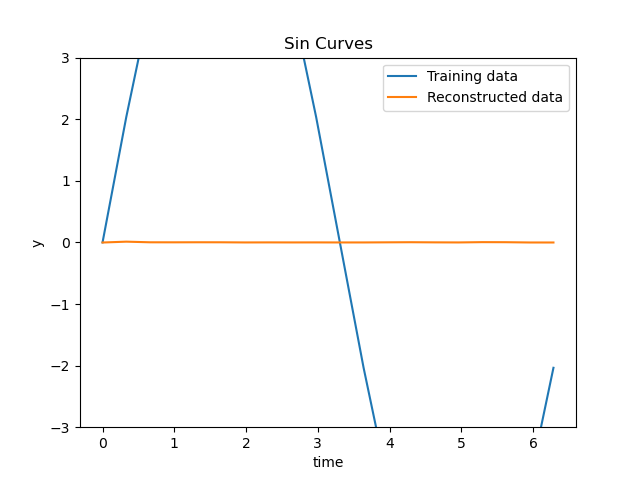 Sin Curves
Training data
Reconstructed data
3
2
1
0
−1
−2
−3
y
0 1 2 3 4 5 6
time